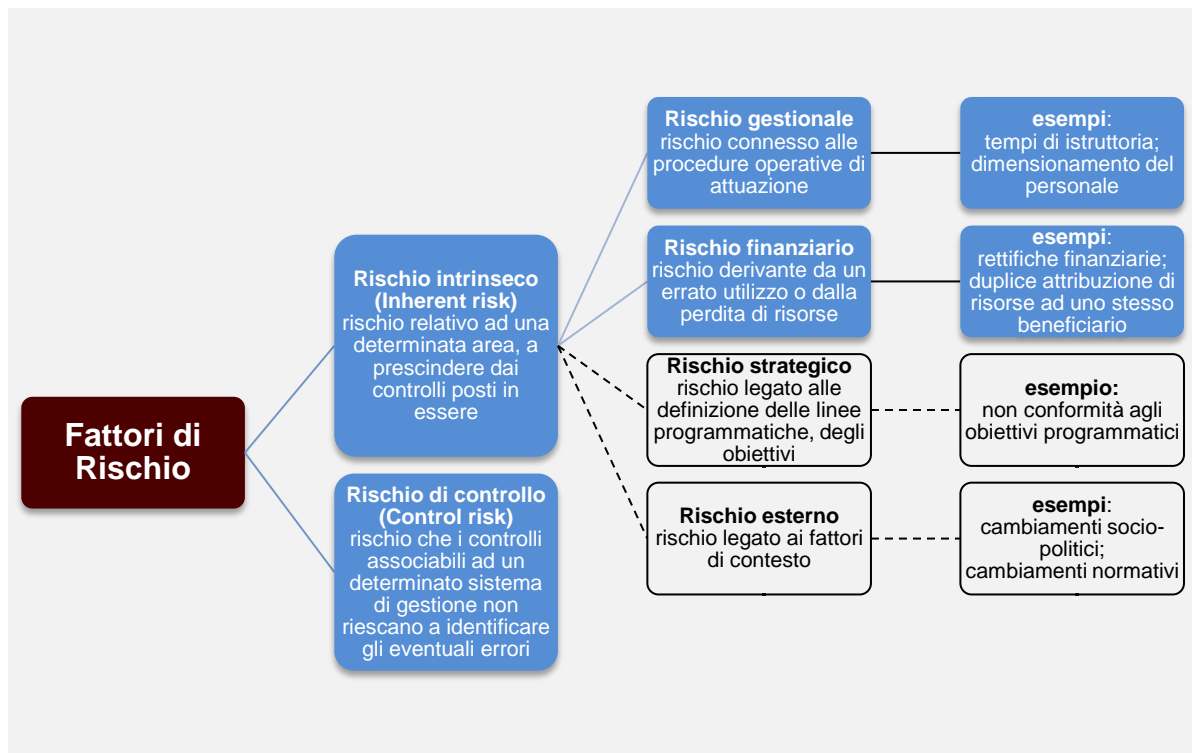 Fattori di
Rischio
Rischio intrinseco
(Inherent risk)
rischio relativo ad una
determinata area, a
prescindere dai
controlli posti in
essere
Rischio di controllo
(Control risk)
rischio che i controlli
associabili ad un
determinato sistema
di gestione non
riescano a identificare
gli eventuali errori
Rischio gestionale
rischio connesso alle
procedure operative di
attuazione
esempi:
tempi di istruttoria;
dimensionamento del
personale
Rischio finanziario
rischio derivante da un
errato utilizzo o dalla
perdita di risorse
esempi:
rettifiche finanziarie;
duplice attribuzione di
risorse ad uno stesso
beneficiario
Rischio strategico
rischio legato alle
definizione delle linee
programmatiche, degli
obiettivi
esempio:
non conformità agli
obiettivi programmatici
Rischio esterno
rischio legato ai fattori
di contesto
esempi:
cambiamenti socio-
politici;
cambiamenti normativi